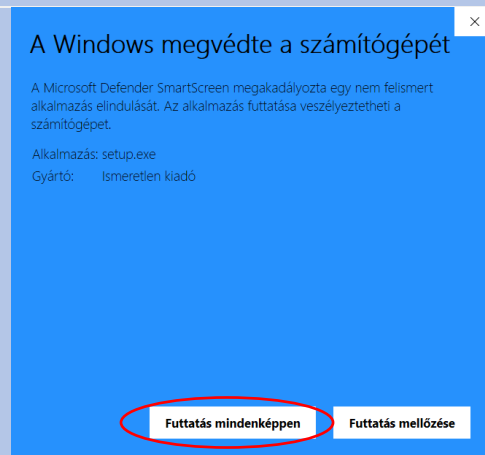 A Windows megvédte a számítógépét
A Microsoft Defender SmartScreen megakadályozta egy nem felismert
alkalmazás elindulását. Az alkalmazás futtatása veszélyeztetheti a
számítógépet.
Alkalmazás: setup.exe
Gyártó: Ismeretlen kiadó
Futtatás mindenképpen Futtatás mellőzése